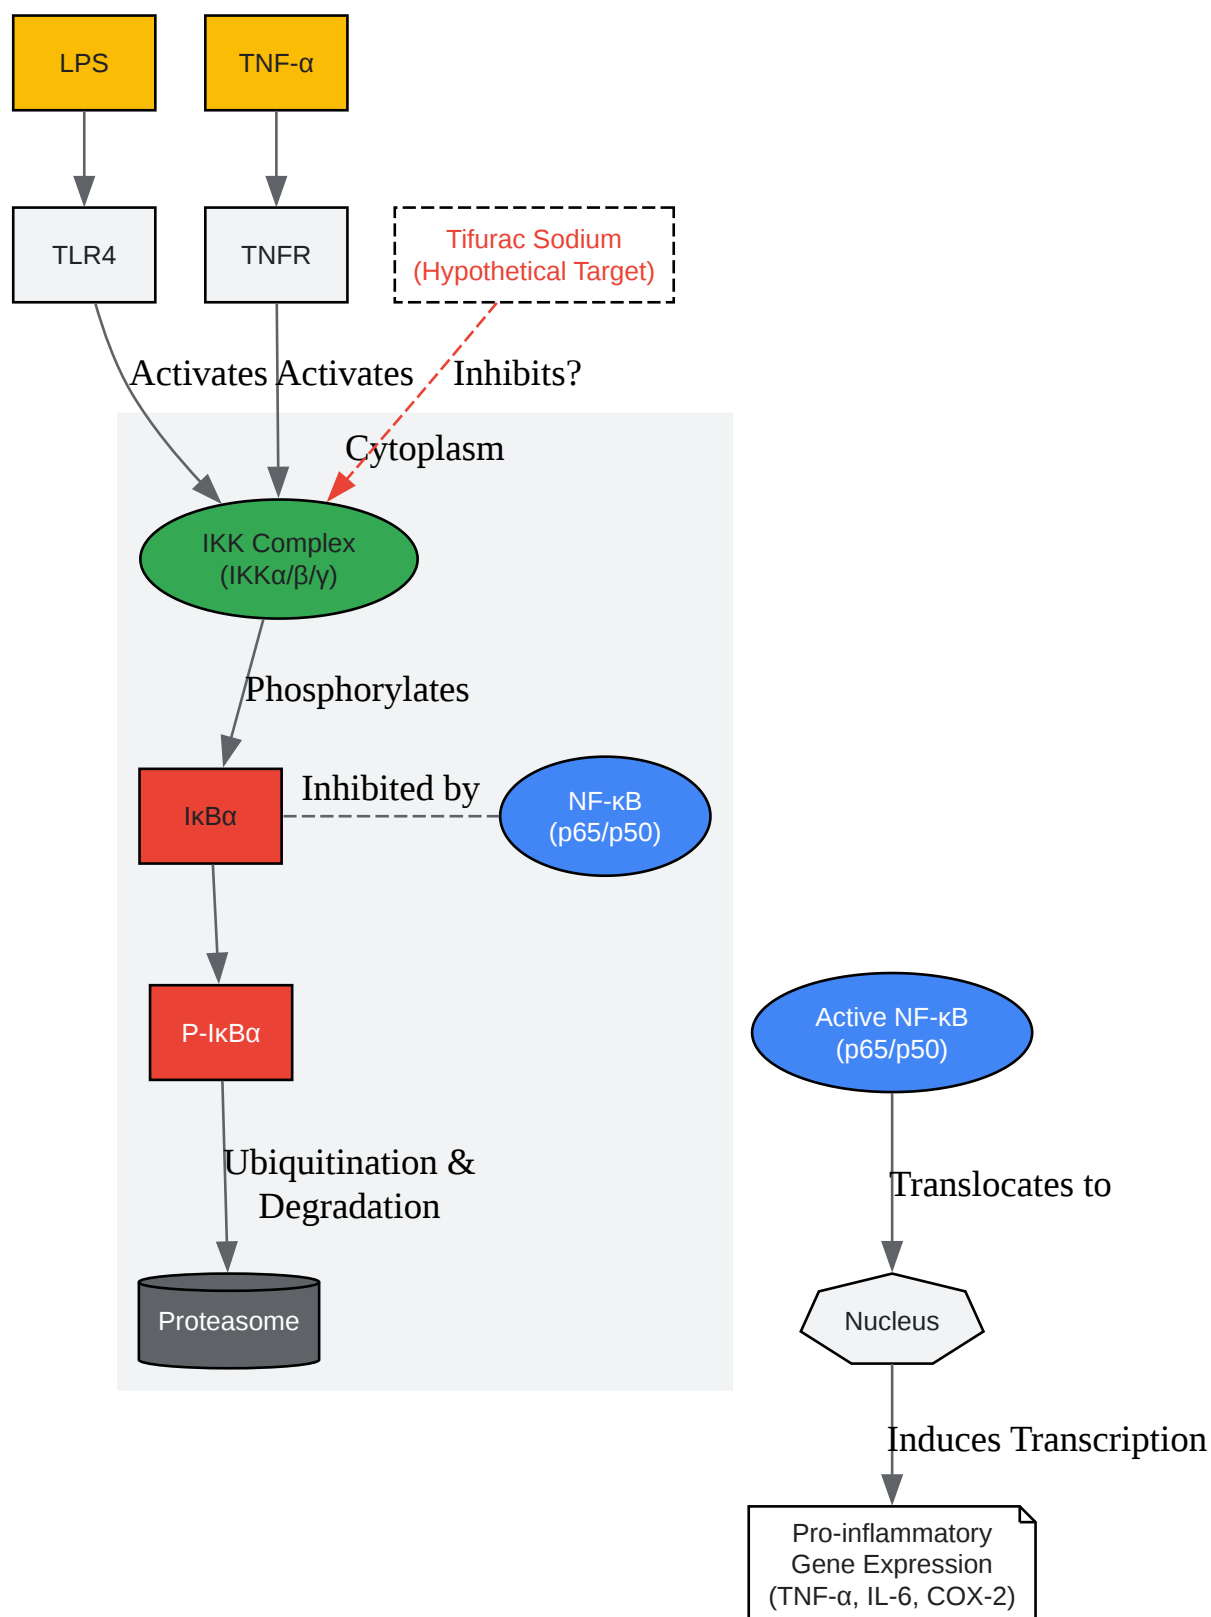 LPS
TNF-α
TLR4
TNFR
Tifurac Sodium
(Hypothetical Target)
Activates
Activates
Inhibits?
Cytoplasm
IKK Complex
(IKKα/β/γ)
Phosphorylates
IκBα
Inhibited by
NF-κB
(p65/p50)
P-IκBα
Active NF-κB
(p65/p50)
Ubiquitination &
Degradation
Translocates to
Proteasome
Nucleus
Induces Transcription
Pro-inflammatory
Gene Expression
(TNF-α, IL-6, COX-2)